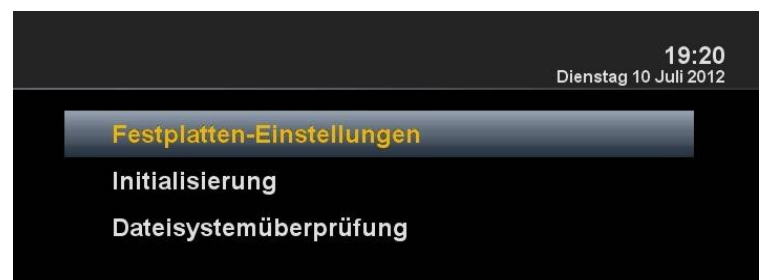 19:20
Dienstag 10 Juli 2012
Festplatten-Einstellungen
Initialisierung
Dateisystemüberprüfung